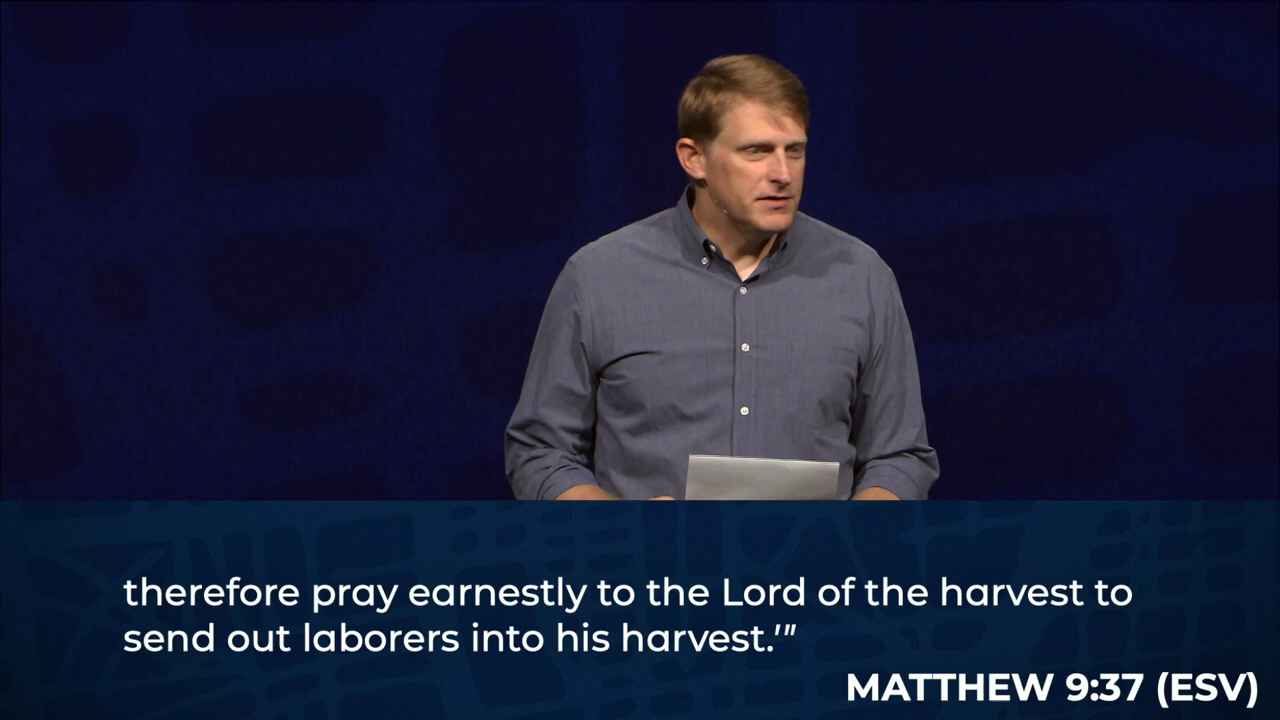 therefore pray earnestly to the Lord of the harvest to
send out laborers into his harvest.'"
MATTHEW 9:37 (ESV)